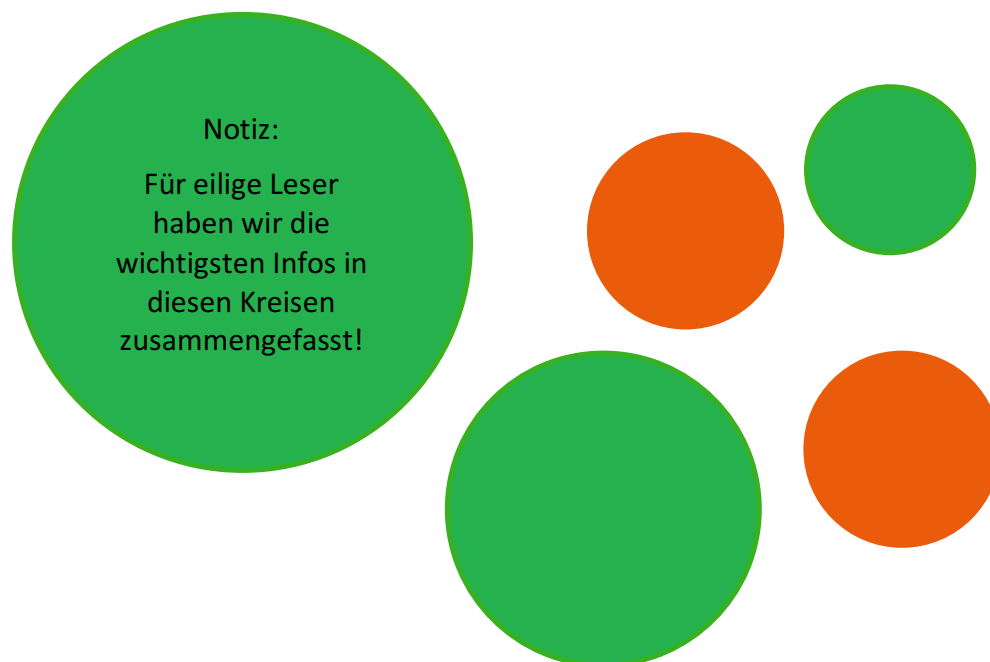 Notiz:
Für eilige Leser
haben wir die
wichtigsten Infos in
diesen Kreisen
zusammengefasst!